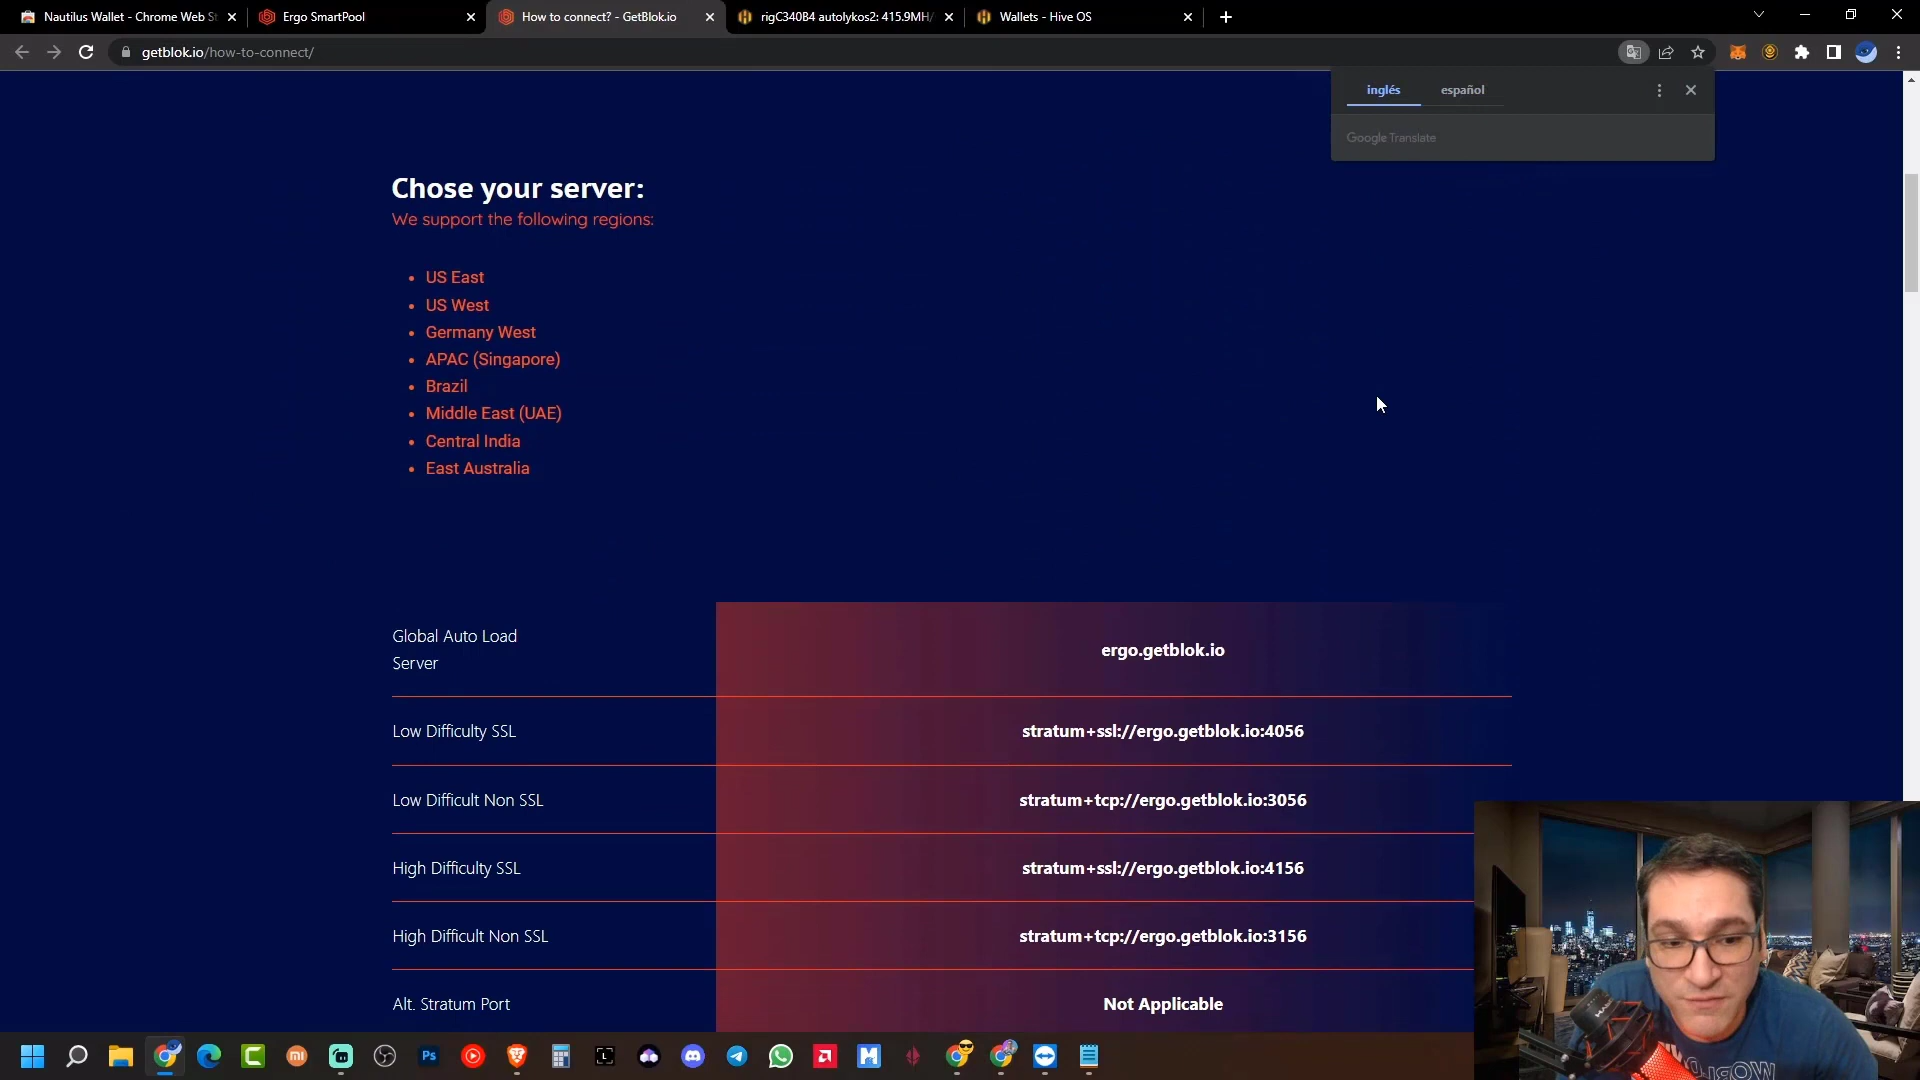 Nautilus Wallet - Chrome Web St
Ergo SmartPool
How to connect? - GetBlok.io
rigC340B4 autolykos2: 415.9MH/
Wallets - Hive OS
getblok.io/how-to-connect/
inglés
español
Google Translate
Chose your server:
We support the following regions:
US East
US West
Germany West
APAC (Singapore)
Brazil
Middle East (UAE)
Central India
East Australia
Global Auto Load
Server
ergo.getblok.io
Low Difficulty SSL
stratum+ssl://ergo.getblok.io:4056
Low Difficult Non SSL
stratum+tcp://ergo.getblok.io:3056
High Difficulty SSL
stratum+ssl://ergo.getblok.io:4156
High Difficult Non SSL
stratum+tcp://ergo.getblok.io:3156
Alt. Stratum Port
Not Applicable
Ps